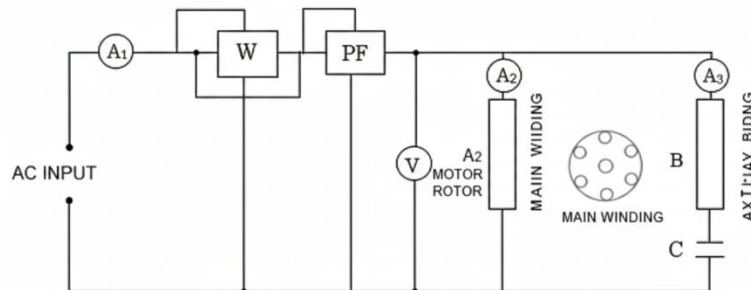 A1
W
PF
A2
A3
AC INPUT
V
A2
MOTOR
ROTOR
MAIIN WIIDING
MAIN WINDING
B
C